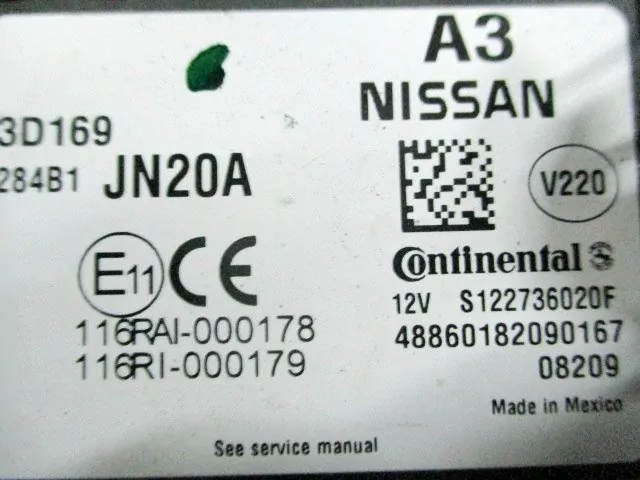 A3
NISSAN
3D169
284B1 JN20A
V220
E11 CE
Continental
12V S122736020F
116RAI-000178
48860182090167
116RI-000179
08209
Made in Mexico
See service manual